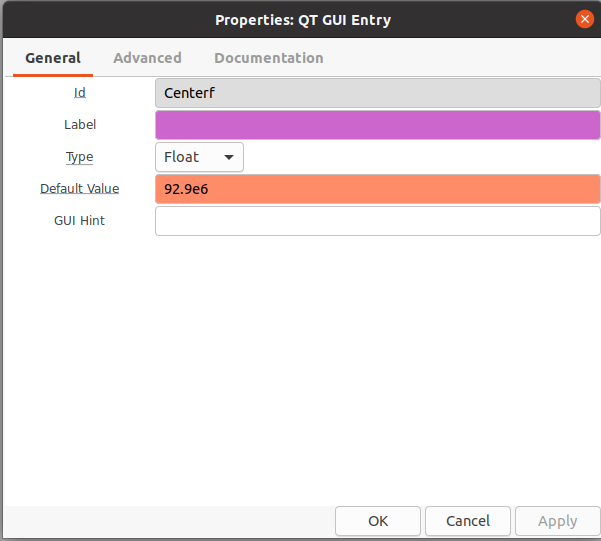 Properties: QT GUI Entry
General Advanced Documentation
Id Centerf
Label
Type Float
Default Value 92.9e6
GUI Hint
OK Cancel Apply